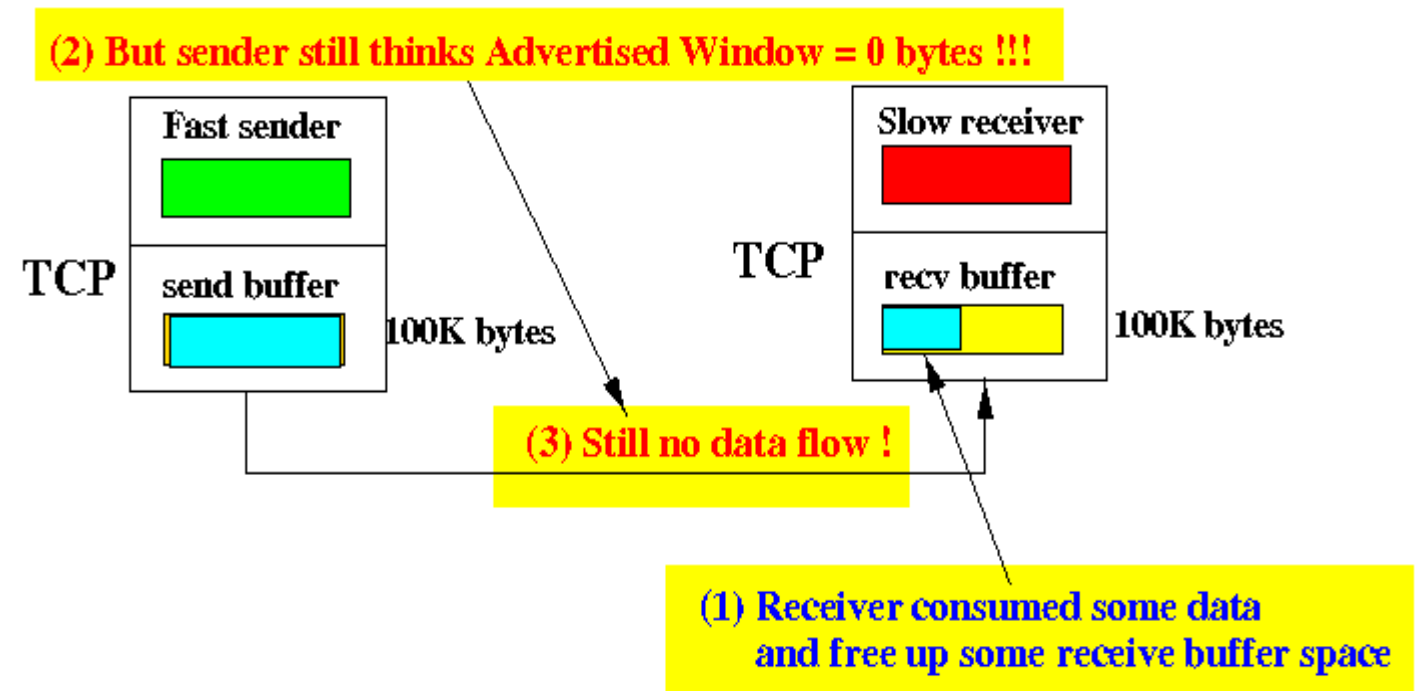 (2) But sender still thinks Advertised Window = 0 bytes !!!
Fast sender
Slow receiver
TCP
TCP
send buffer
recv buffer
100K bytes
100K bytes
(3) Still no data flow !
(1) Receiver consumed some data
and free up some receive buffer space